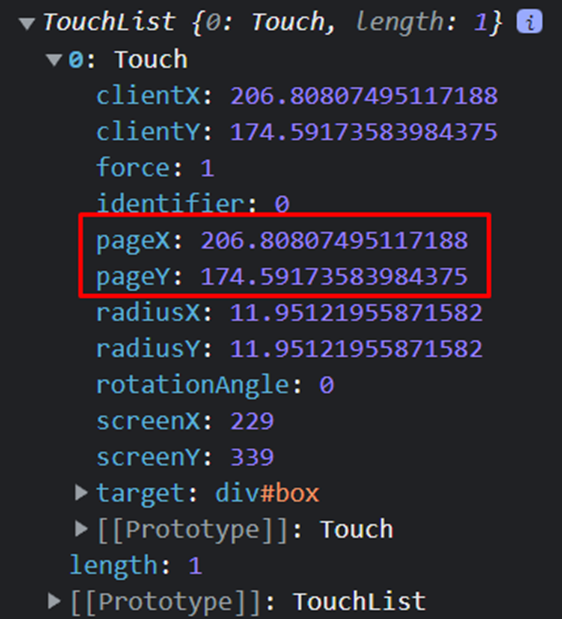 TouchList {0: Touch, length: 1} i
0: Touch
clientX: 206.80807495117188
clientY: 174.59173583984375
force: 1
identifier: 0
pageX: 206.80807495117188
pageY: 174.59173583984375
radiusX: 11.95121955871582
radiusY: 11.95121955871582
rotationAngle: 0
screenX: 229
screenY: 339
target: div#box
[[Prototype]]: Touch
length: 1
[[Prototype]]: TouchList